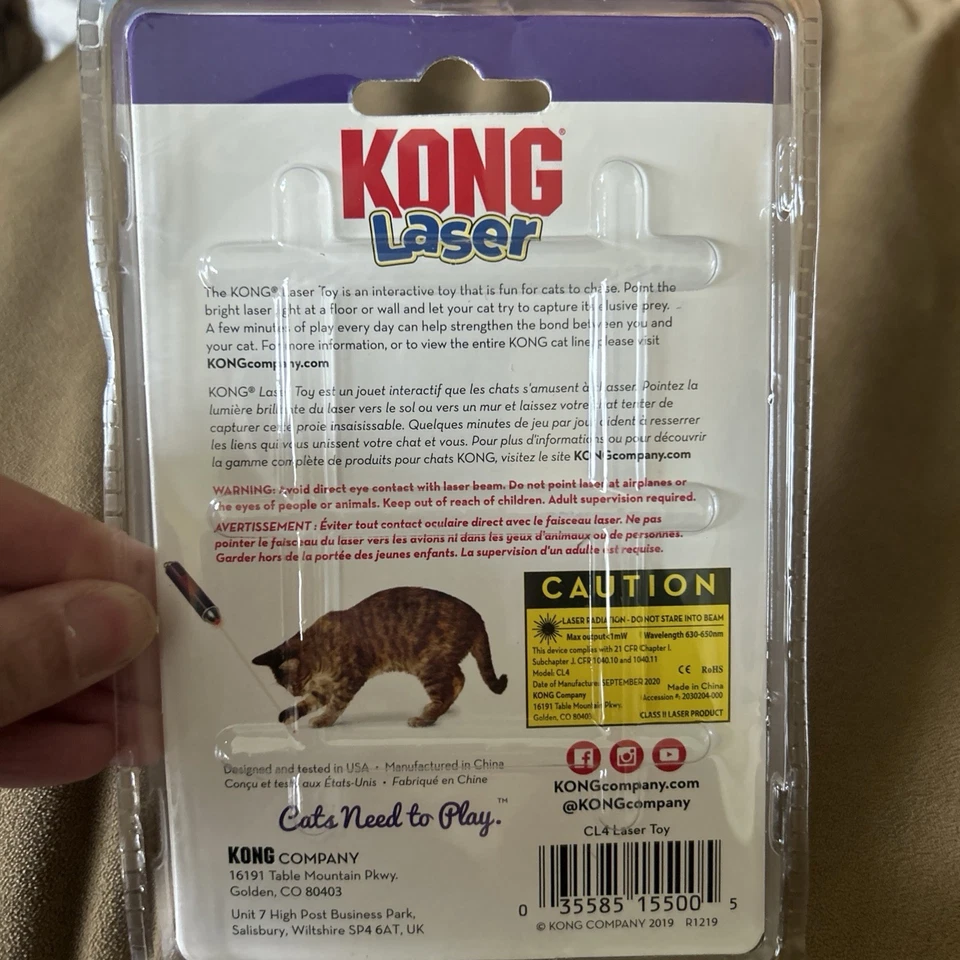 KONG®
Laser
The KONG® Laser Toy is an interactive toy that is fun for cats to chase. Point the
bright laser light at a floor or wall and let your cat try to capture its elusive prey.
A few minutes of play every day can help strengthen the bond between you and
your cat. For more information, or to view the entire KONG cat line, please visit
KONGcompany.com
KONG® Laser Toy est un jouet interactif que les chats s'amusent à chasser. Pointez la
lumière brillante du laser vers le sol ou vers un mur et laissez votre chat tenter de
capturer cette proie insaisissable. Quelques minutes de jeu par jour aident à resserrer
les liens qui vous unissent votre chat et vous. Pour plus d'informations ou pour découvrir
la gamme complète de produits pour chats KONG, visitez le site KONGcompany.com
WARNING: Avoid direct eye contact with laser beam. Do not point laser at airplanes or
the eyes of people or animals. Keep out of reach of children. Adult supervision required.
AVERTISSEMENT : Éviter tout contact oculaire direct avec le faisceau laser. Ne pas
pointer le faisceau du laser vers les avions ni dans les yeux d'animaux ou de personnes.
Garder hors de la portée des jeunes enfants. La supervision d'un adulte est requise.
CAUTION
LASER RADIATION - DO NOT STARE INTO BEAM
Max output<1mW Wavelength 630-650nm
This device complies with 21 CFR Chapter I,
Subchapter J, CFR 1040.10 and 1040.11
Model: CL4 CE RoHS
Date of Manufacture: SEPTEMBER 2020
KONG Company Made in China
16191 Table Mountain Pkwy. Accession #: 2030204-000
Golden, CO 80403 CLASS II LASER PRODUCT
Designed and tested in USA • Manufactured in China
Conçu et testé aux États-Unis • Fabriqué en Chine
KONGcompany.com
@KONGcompany
Cats Need to Play.™
CL4 Laser Toy
KONG COMPANY
16191 Table Mountain Pkwy.
Golden, CO 80403
Unit 7 High Post Business Park,
Salisbury, Wiltshire SP4 6AT, UK
0 35585 15500 5
© KONG COMPANY 2019 R1219